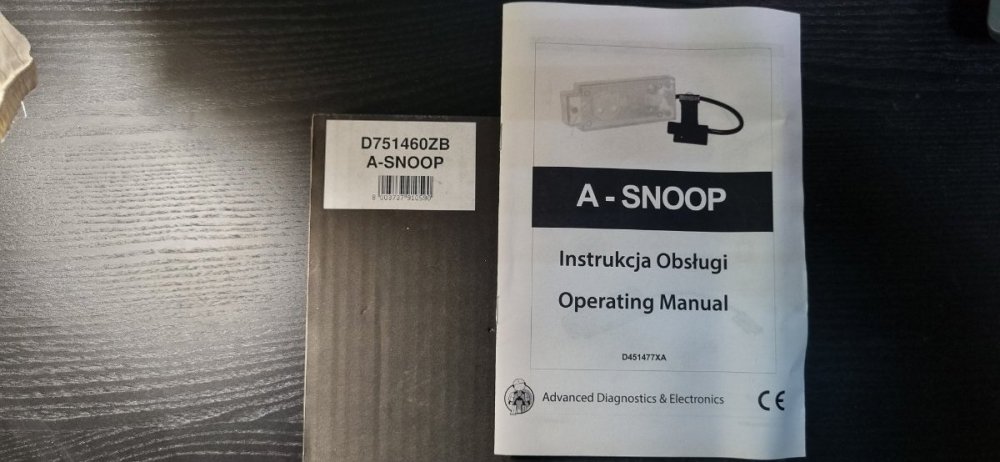 D751460ZB
A-SNOOP
A - SNOOP
Instrukcja Obsługi
Operating Manual
D451477XA
Advanced Diagnostics & Electronics
CE